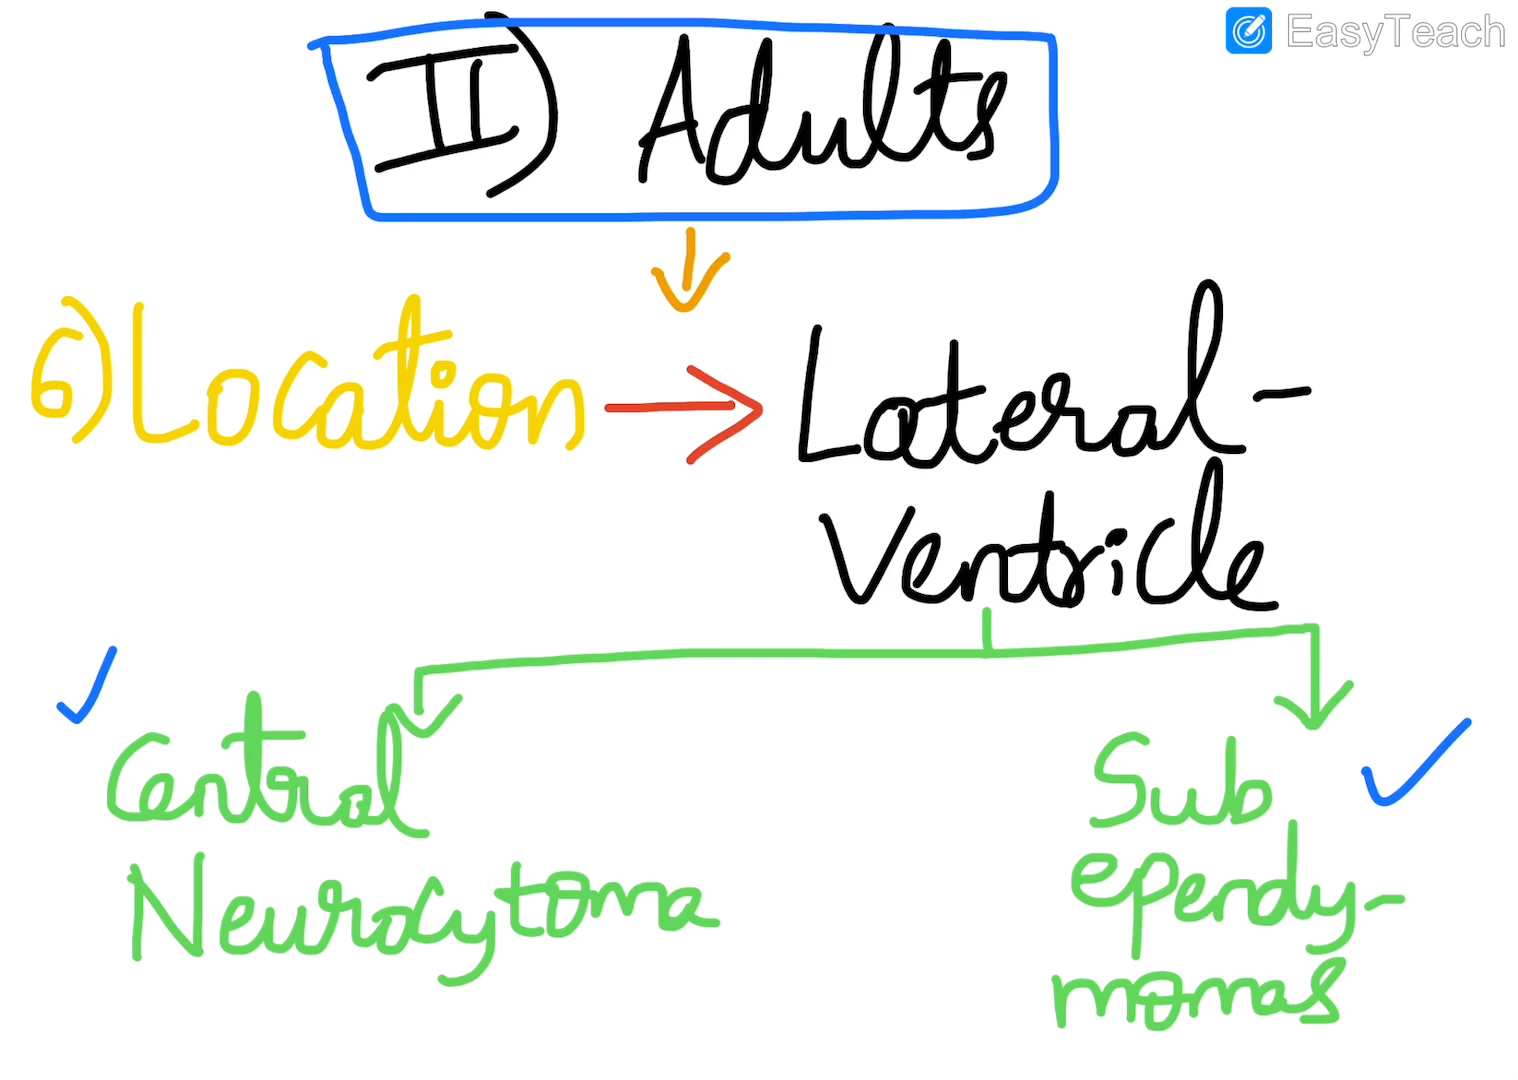 EasyTeach
II) Adults
6) Location → Lateral-
Ventricle
Central
Neurocytoma
Sub
ependy-
momas